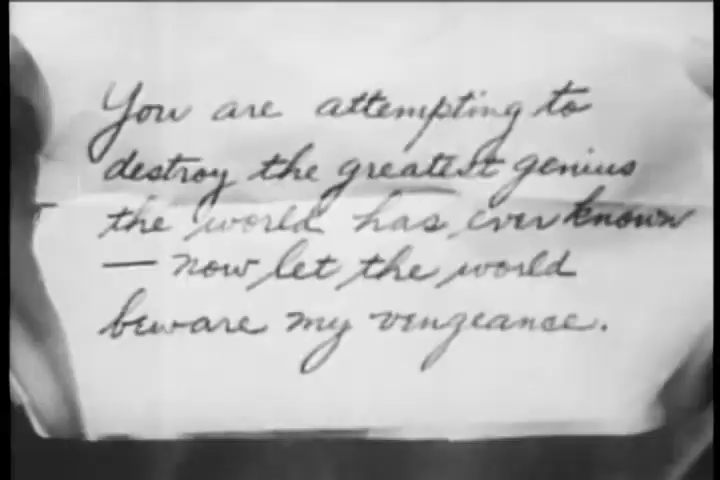 You are attempting to
destroy the greatest genius
the world has ever known
— now let the world
beware my vengeance.